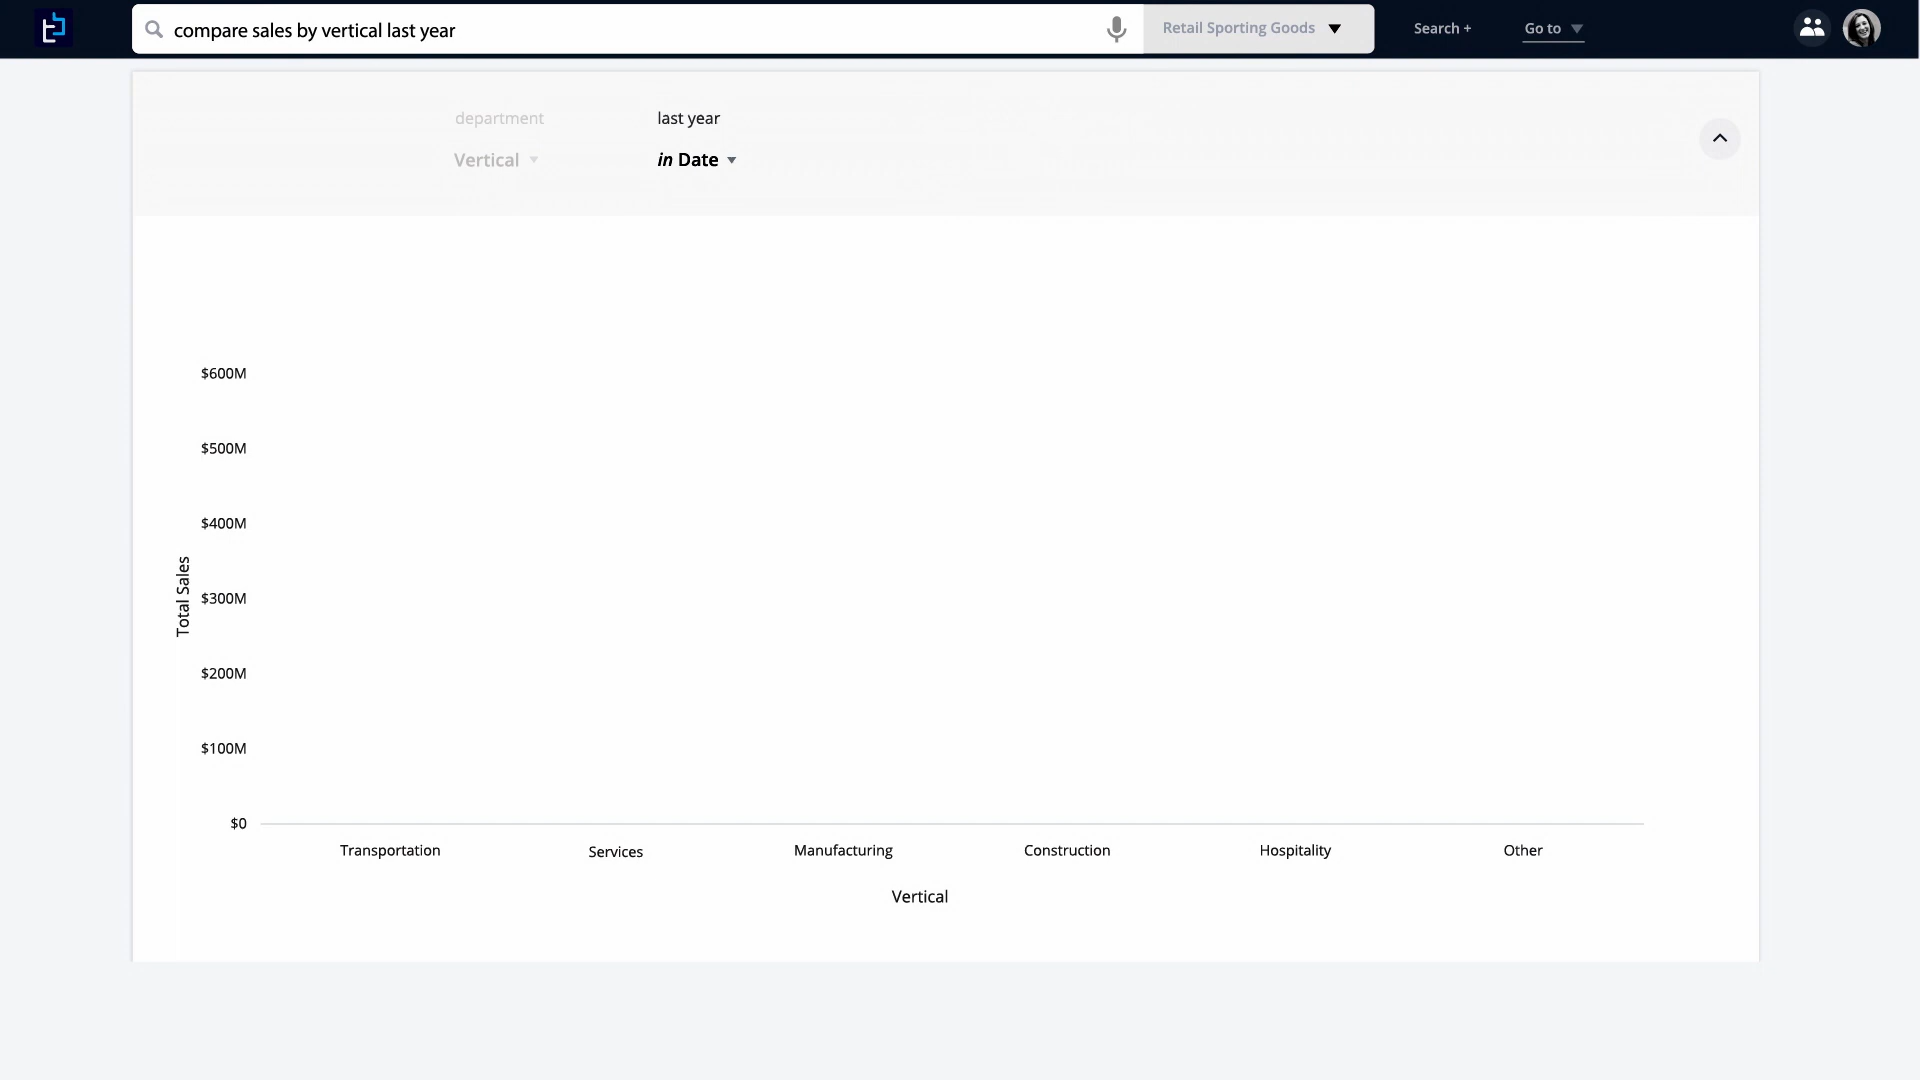 compare sales by vertical last year
Retail Sporting Goods
Search +
Go to
department
last year
Vertical
in Date
$600M
$500M
$400M
$300M
$200M
$100M
$0
Total Sales
Transportation
Services
Manufacturing
Construction
Hospitality
Other
Vertical